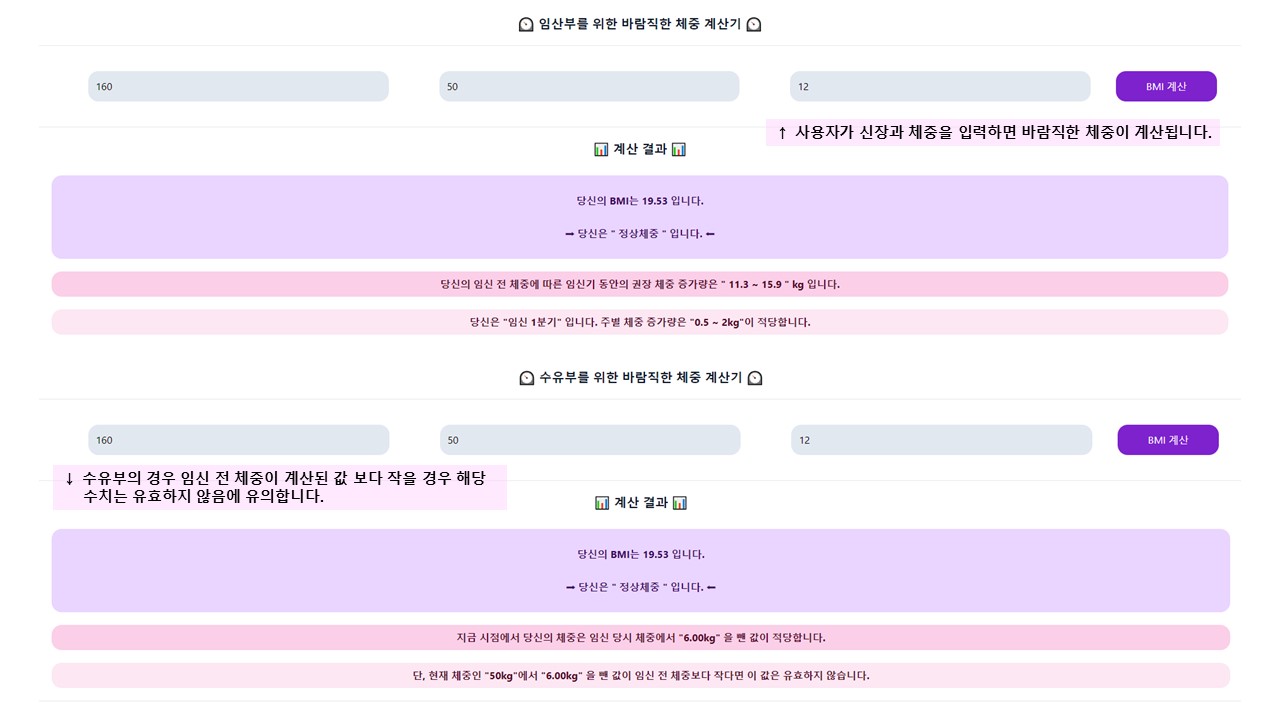 임산부를 위한 바람직한 체중 계산기
160
50
12
BMI 계산
↑ 사용자가 신장과 체중을 입력하면 바람직한 체중이 계산됩니다.
계산 결과
당신의 BMI는 19.53 입니다.
➡ 당신은 " 정상체중 " 입니다. ⬅
당신의 임신 전 체중에 따른 임신기 동안의 권장 체중 증가량은 " 11.3 ~ 15.9 " kg 입니다.
당신은 "임신 1분기" 입니다. 주별 체중 증가량은 "0.5 ~ 2kg"이 적당합니다.
수유부를 위한 바람직한 체중 계산기
160
50
12
BMI 계산
↓ 수유부의 경우 임신 전 체중이 계산된 값 보다 작을 경우 해당
수치는 유효하지 않음에 유의합니다.
계산 결과
당신의 BMI는 19.53 입니다.
➡ 당신은 " 정상체중 " 입니다. ⬅
지금 시점에서 당신의 체중은 임신 당시 체중에서 "6.00kg" 을 뺀 값이 적당합니다.
단, 현재 체중인 "50kg"에서 "6.00kg" 을 뺀 값이 임신 전 체중보다 작다면 이 값은 유효하지 않습니다.